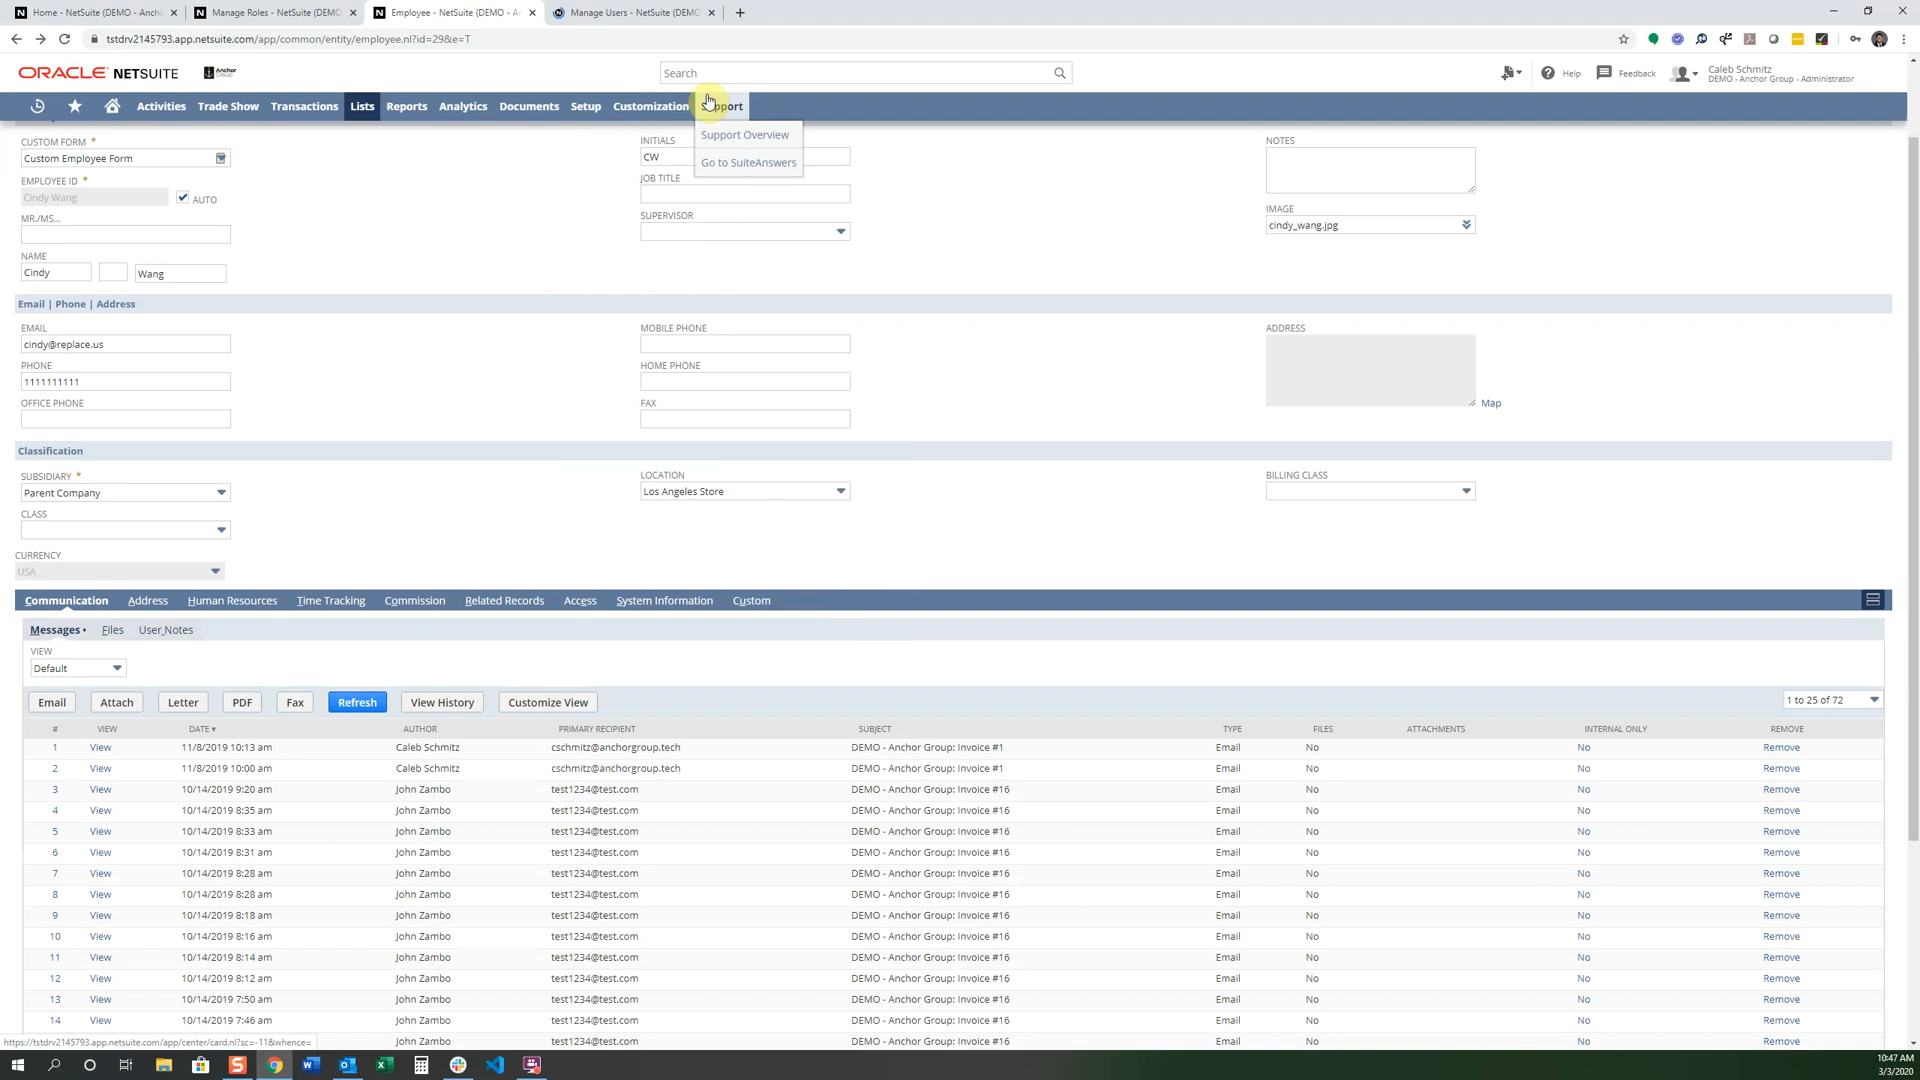 Home - NetSuite (DEMO - Ancho
Manage Roles - NetSuite (DEMO
Employee - NetSuite (DEMO - A
Manage Users - NetSuite (DEMO
tstdrv2145793.app.netsuite.com/app/common/entity/employee.nl?id=29&e=T
ORACLE NETSUITE Anchor Group
Search
Help
Feedback
Caleb Schmitz
DEMO - Anchor Group - Administrator
Activities Trade Show Transactions Lists Reports Analytics Documents Setup Customization Support
Support Overview
Go to SuiteAnswers
CUSTOM FORM *
Custom Employee Form
EMPLOYEE ID *
Cindy Wang
AUTO
MR./MS...
NAME
Cindy Wang
INITIALS
CW
JOB TITLE
SUPERVISOR
NOTES
IMAGE
cindy_wang.jpg
Email | Phone | Address
EMAIL
cindy@replace.us
PHONE
1111111111
OFFICE PHONE
MOBILE PHONE
HOME PHONE
FAX
ADDRESS
Map
Classification
SUBSIDIARY *
Parent Company
CLASS
CURRENCY
USA
LOCATION
Los Angeles Store
BILLING CLASS
Communication Address Human Resources Time Tracking Commission Related Records Access System Information Custom
Messages • Files User Notes
VIEW
Default
Email Attach Letter PDF Fax Refresh View History Customize View 1 to 25 of 72
# VIEW DATE AUTHOR PRIMARY RECIPIENT SUBJECT TYPE FILES ATTACHMENTS INTERNAL ONLY REMOVE
1 View 11/8/2019 10:13 am Caleb Schmitz cschmitz@anchorgroup.tech DEMO - Anchor Group: Invoice #1 Email No No Remove
2 View 11/8/2019 10:00 am Caleb Schmitz cschmitz@anchorgroup.tech DEMO - Anchor Group: Invoice #1 Email No No Remove
3 View 10/14/2019 9:20 am John Zambo test1234@test.com DEMO - Anchor Group: Invoice #16 Email No No Remove
4 View 10/14/2019 8:35 am John Zambo test1234@test.com DEMO - Anchor Group: Invoice #16 Email No No Remove
5 View 10/14/2019 8:33 am John Zambo test1234@test.com DEMO - Anchor Group: Invoice #16 Email No No Remove
6 View 10/14/2019 8:31 am John Zambo test1234@test.com DEMO - Anchor Group: Invoice #16 Email No No Remove
7 View 10/14/2019 8:28 am John Zambo test1234@test.com DEMO - Anchor Group: Invoice #16 Email No No Remove
8 View 10/14/2019 8:28 am John Zambo test1234@test.com DEMO - Anchor Group: Invoice #16 Email No No Remove
9 View 10/14/2019 8:18 am John Zambo test1234@test.com DEMO - Anchor Group: Invoice #16 Email No No Remove
10 View 10/14/2019 8:16 am John Zambo test1234@test.com DEMO - Anchor Group: Invoice #16 Email No No Remove
11 View 10/14/2019 8:14 am John Zambo test1234@test.com DEMO - Anchor Group: Invoice #16 Email No No Remove
12 View 10/14/2019 8:12 am John Zambo test1234@test.com DEMO - Anchor Group: Invoice #16 Email No No Remove
13 View 10/14/2019 7:50 am John Zambo test1234@test.com DEMO - Anchor Group: Invoice #16 Email No No Remove
14 View 10/14/2019 7:46 am John Zambo test1234@test.com DEMO - Anchor Group: Invoice #16 Email No No Remove
John Zambo test1234@test.com DEMO - Anchor Group: Invoice #16 Email No No Remove
https://tstdrv2145793.app.netsuite.com/app/center/card.nl?sc=-11&whence=
10:47 AM
3/3/2020